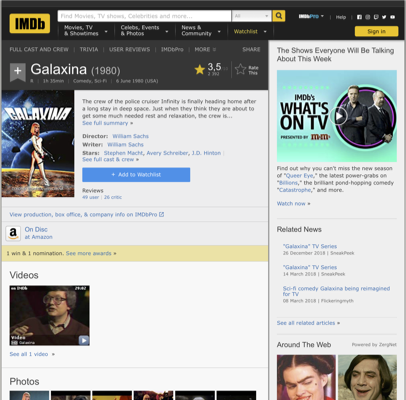 IMDb
Find Movies, TV shows, Celebrities and more...
All
IMDbPro
Help
Movies, TV
& Showtimes
Celebs, Events
& Photos
News &
Community
Watchlist
Sign in
FULL CAST AND CREW
TRIVIA
USER REVIEWS
IMDbPro
MORE
SHARE
Galaxina (1980)
3,5
Rate
This
1h 35min | Comedy, Sci-Fi | 6 June 1980 (USA)
GALAXINA
The crew of the police cruiser Infinity is finally heading home after
a long stay in deep space. Just when they think they are about to
get some much needed rest and relaxation, the crew is...
See full summary »
Director: William Sachs
Writer: William Sachs
Stars: Stephen Macht, Avery Schreiber, J.D. Hinton
See full cast & crew »
+ Add to Watchlist
Reviews
49 user | 26 critic
View production, box office, & company info on IMDbPro
On Disc
at Amazon
1 win & 1 nomination. See more awards »
Videos
on IMDb
29:02
Video
Galaxina
See all 1 video »
Photos
The Shows Everyone Will Be Talking
About This Week
IMDb's
WHAT'S
ON TV
PRESENTED BY
Find out why you can't miss the new season
of "Queer Eye," the latest power-grabs on
"Billions," the brilliant pond-hopping comedy
"Catastrophe," and more.
Watch now »
Related News
"Galaxina" TV Series
26 December 2018 | SneakPeek
"Galaxina" TV Series
14 March 2018 | SneakPeek
Sci-fi comedy Galaxina being reimagined
for TV
08 March 2018 | Flickeringmyth
See all related articles »
Around The Web
Powered by ZergNet